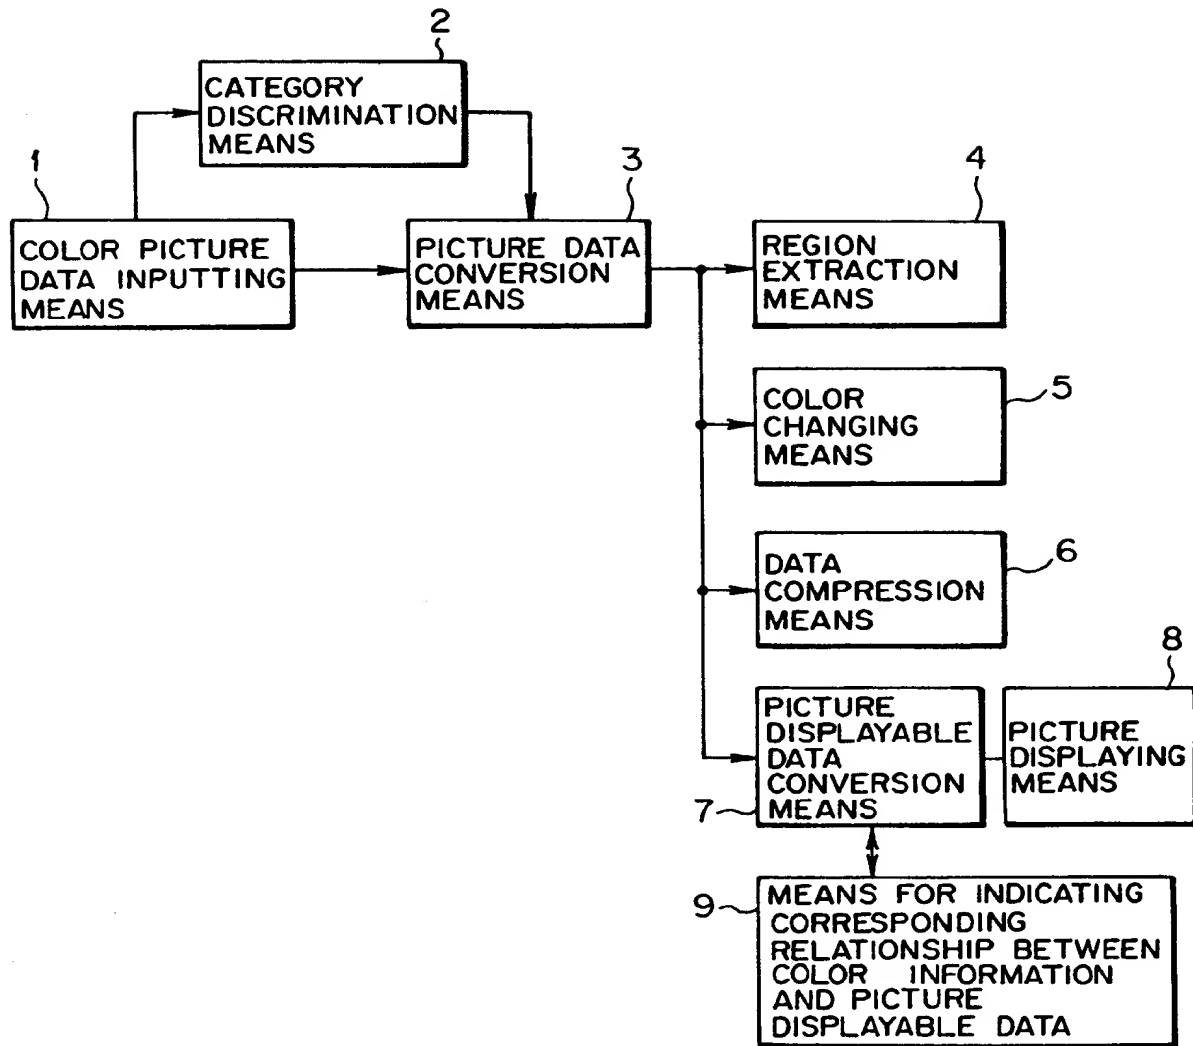 2
CATEGORY
DISCRIMINATION
MEANS
1
COLOR PICTURE
DATA INPUTTING
MEANS
3
PICTURE DATA
CONVERSION
MEANS
4
REGION
EXTRACTION
MEANS
5
COLOR
CHANGING
MEANS
6
DATA
COMPRESSION
MEANS
7
PICTURE
DISPLAYABLE
DATA
CONVERSION
MEANS
8
PICTURE
DISPLAYING
MEANS
9
MEANS FOR INDICATING
CORRESPONDING
RELATIONSHIP BETWEEN
COLOR INFORMATION
AND PICTURE
DISPLAYABLE DATA